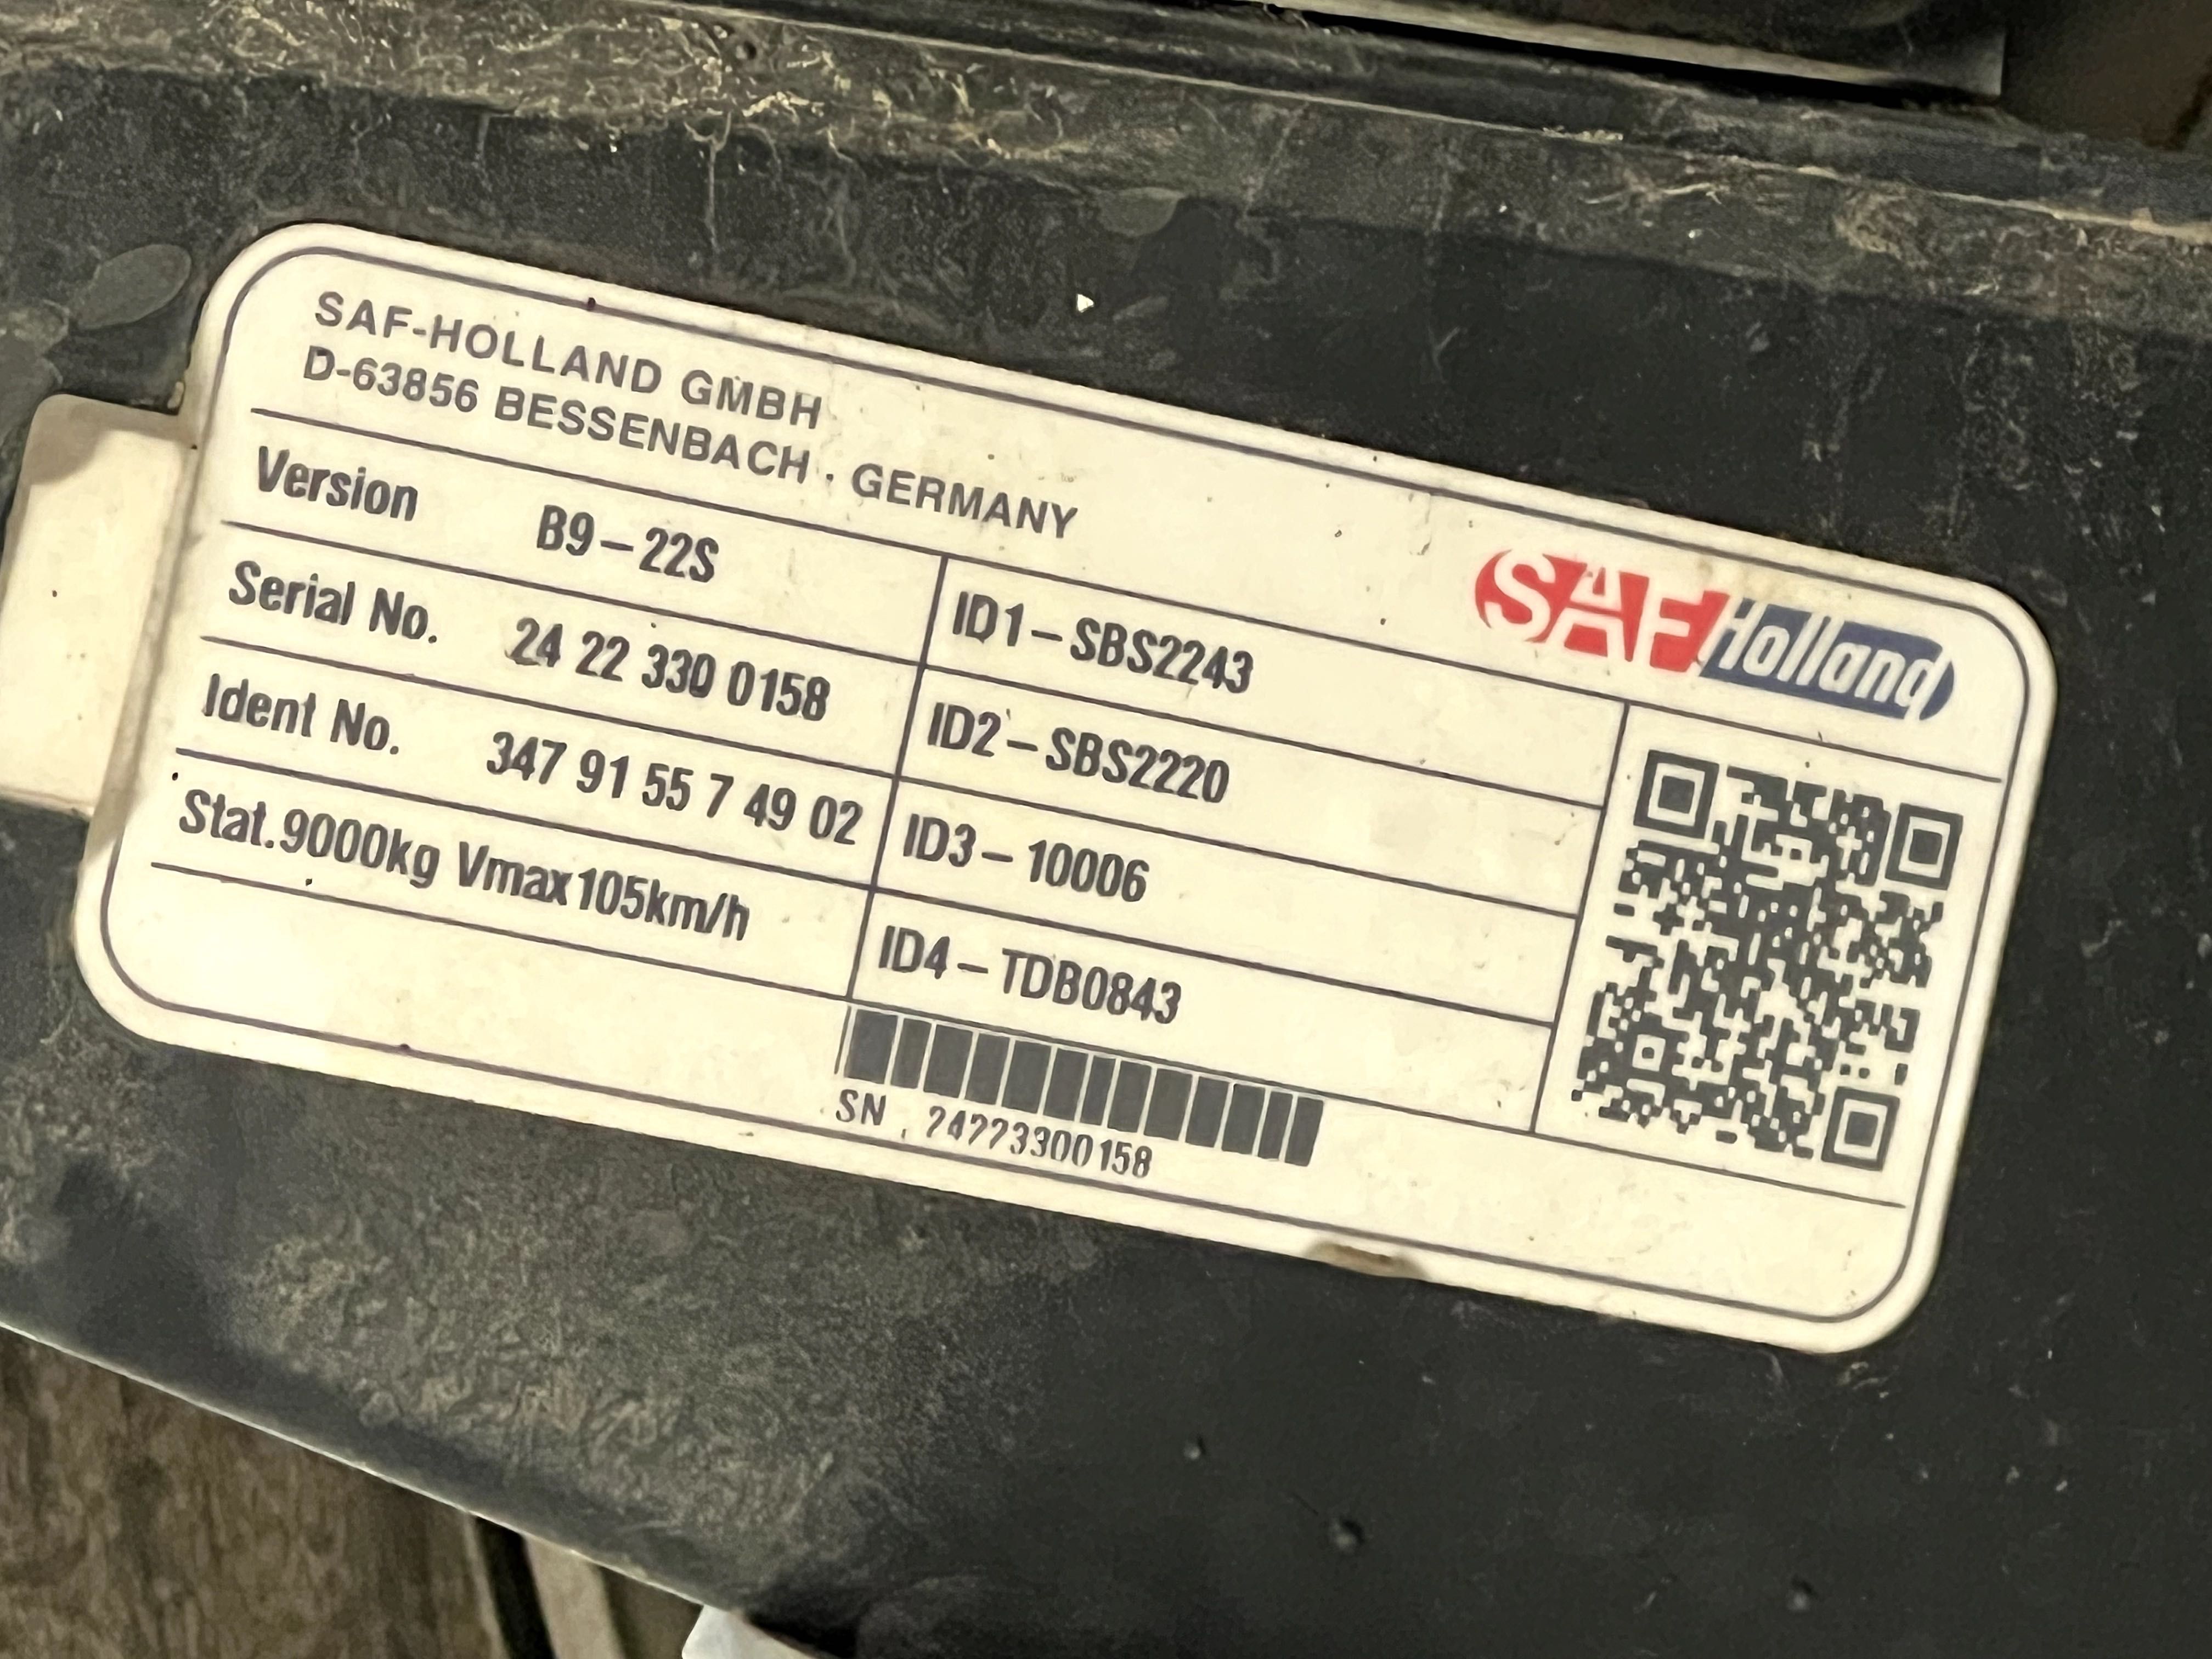 SAF-HOLLAND GMBH
D-63856 BESSENBACH . GERMANY
SAF Holland
Version B9-22S
Serial No. 24 22 330 0158
Ident No. 347 91 55 7 49 02
Stat.9000kg Vmax105km/h
ID1-SBS2243
ID2-SBS2220
ID3-10006
ID4-TDB0843
SN . 24223300158